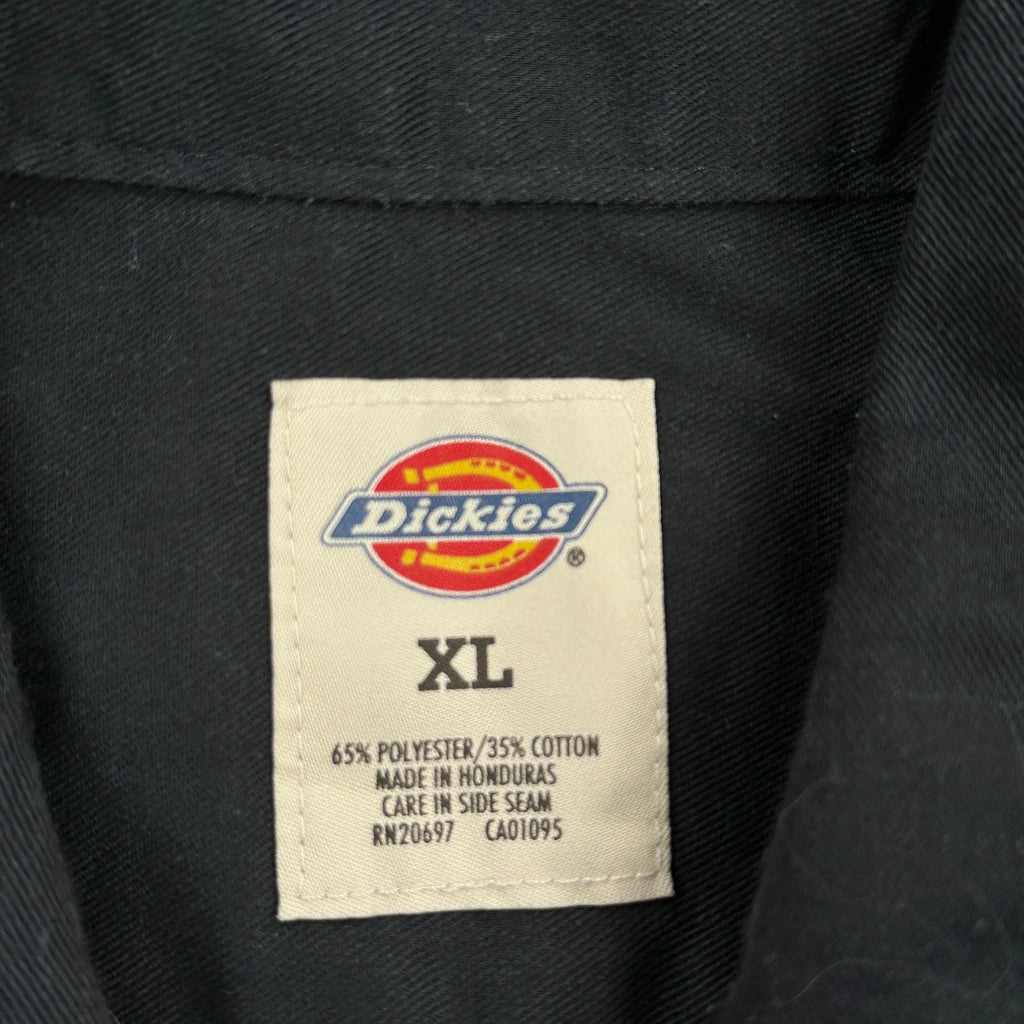 Dickies
®
XL
65% POLYESTER/35% COTTON
MADE IN HONDURAS
CARE IN SIDE SEAM
RN20697 CA01095